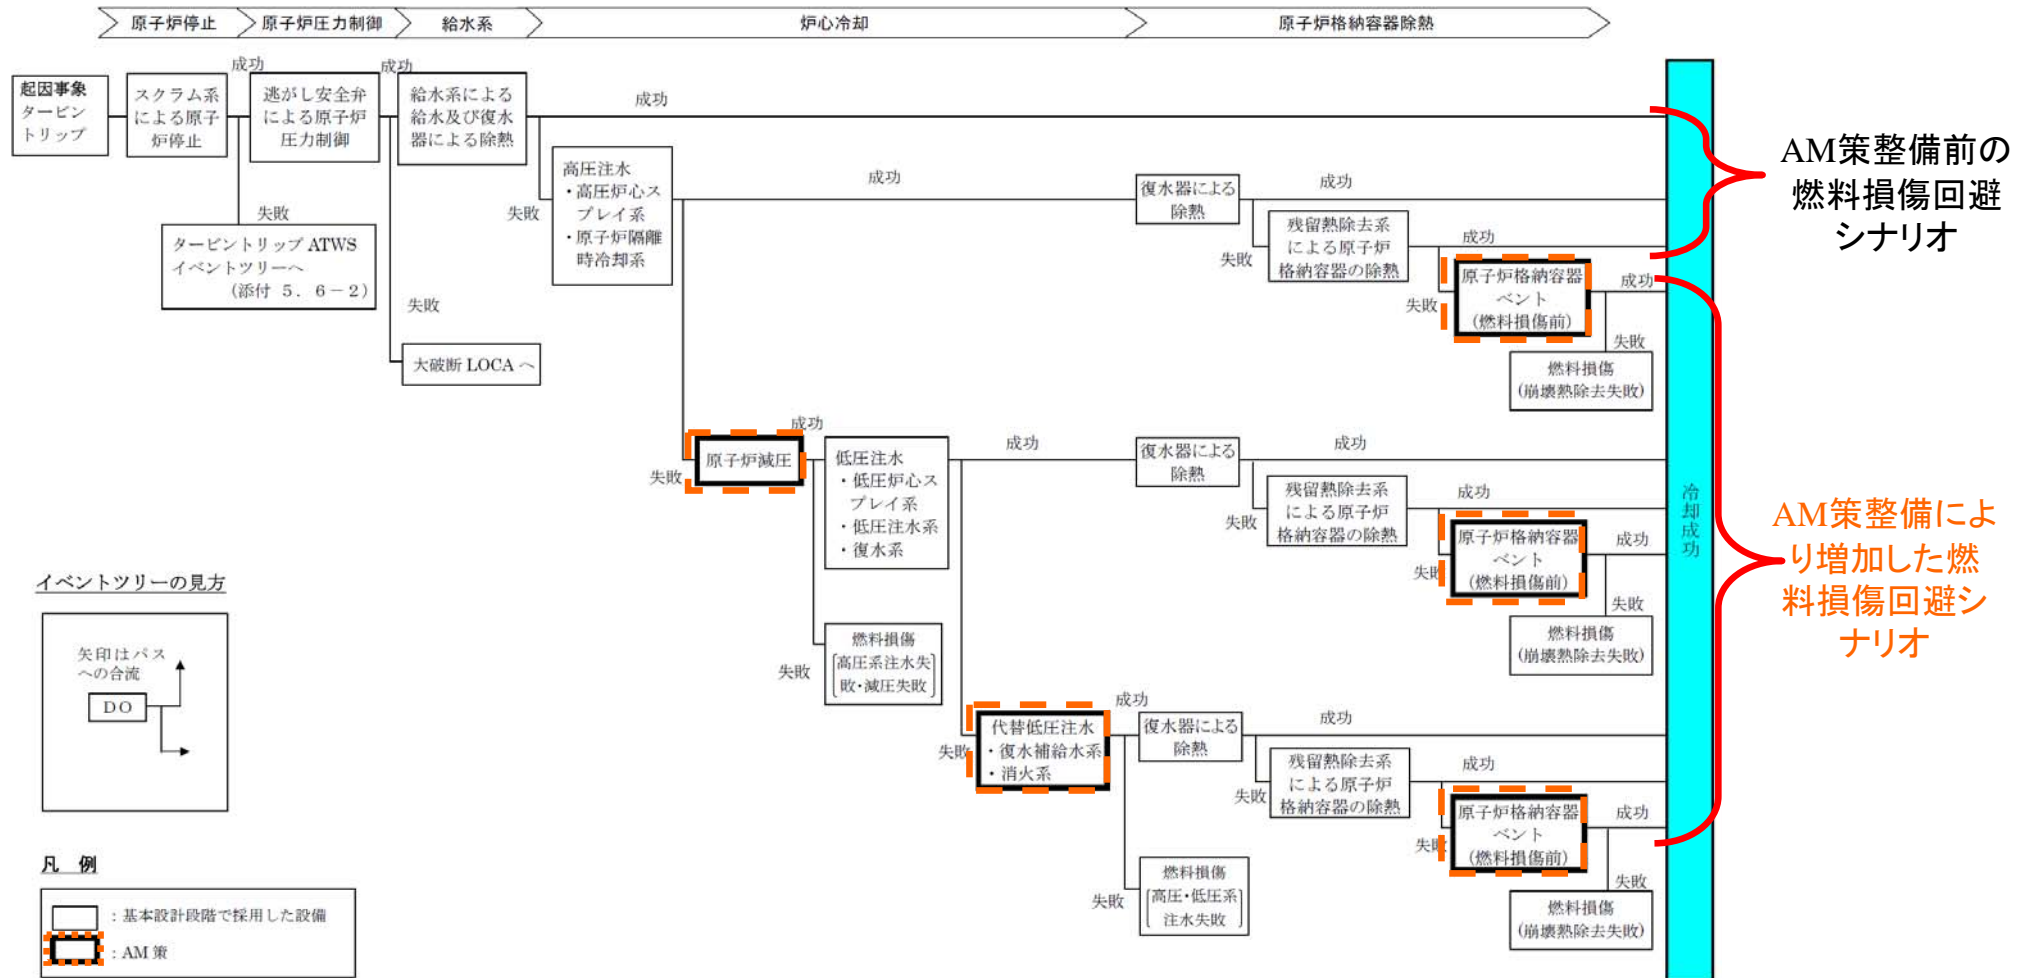 原子炉停止
原子炉圧力制御
給水系
炉心冷却
原子炉格納容器除熱
起因事象
タービン
トリップ
スクラム系
による原子
炉停止
成功
逃がし安全弁
による原子炉
圧力制御
成功
給水系による
給水及び復水
器による除熱
成功
失敗
タービントリップ ATWS
イベントツリーへ
(添付 5. 6-2)
失敗
大破断 LOCA へ
失敗
高圧注水
・高圧炉心ス
プレイ系
・原子炉隔離
時冷却系
成功
復水器による
除熱
成功
失敗
残留熱除去系
による原子炉
格納容器の除熱
成功
失敗
原子炉格納容器
ベント
(燃料損傷前)
成功
失敗
燃料損傷
(崩壊熱除去失敗)
失敗
原子炉減圧
成功
低圧注水
・低圧炉心ス
プレイ系
・低圧注水系
・復水系
成功
復水器による
除熱
成功
失敗
残留熱除去系
による原子炉
格納容器の除熱
成功
失敗
原子炉格納容器
ベント
(燃料損傷前)
成功
失敗
燃料損傷
(崩壊熱除去失敗)
失敗
燃料損傷
高圧系注水失
敗・減圧失敗
失敗
代替低圧注水
・復水補給水系
・消火系
成功
復水器による
除熱
成功
失敗
残留熱除去系
による原子炉
格納容器の除熱
成功
失敗
原子炉格納容器
ベント
(燃料損傷前)
成功
失敗
燃料損傷
(崩壊熱除去失敗)
失敗
燃料損傷
高圧・低圧系
注水失敗
冷却成功
AM策整備前の
燃料損傷回避
シナリオ
AM策整備によ
り増加した燃
料損傷回避シ
ナリオ
イベントツリーの見方
矢印はパス
への合流
DO
凡 例
:基本設計段階で採用した設備
:AM 策